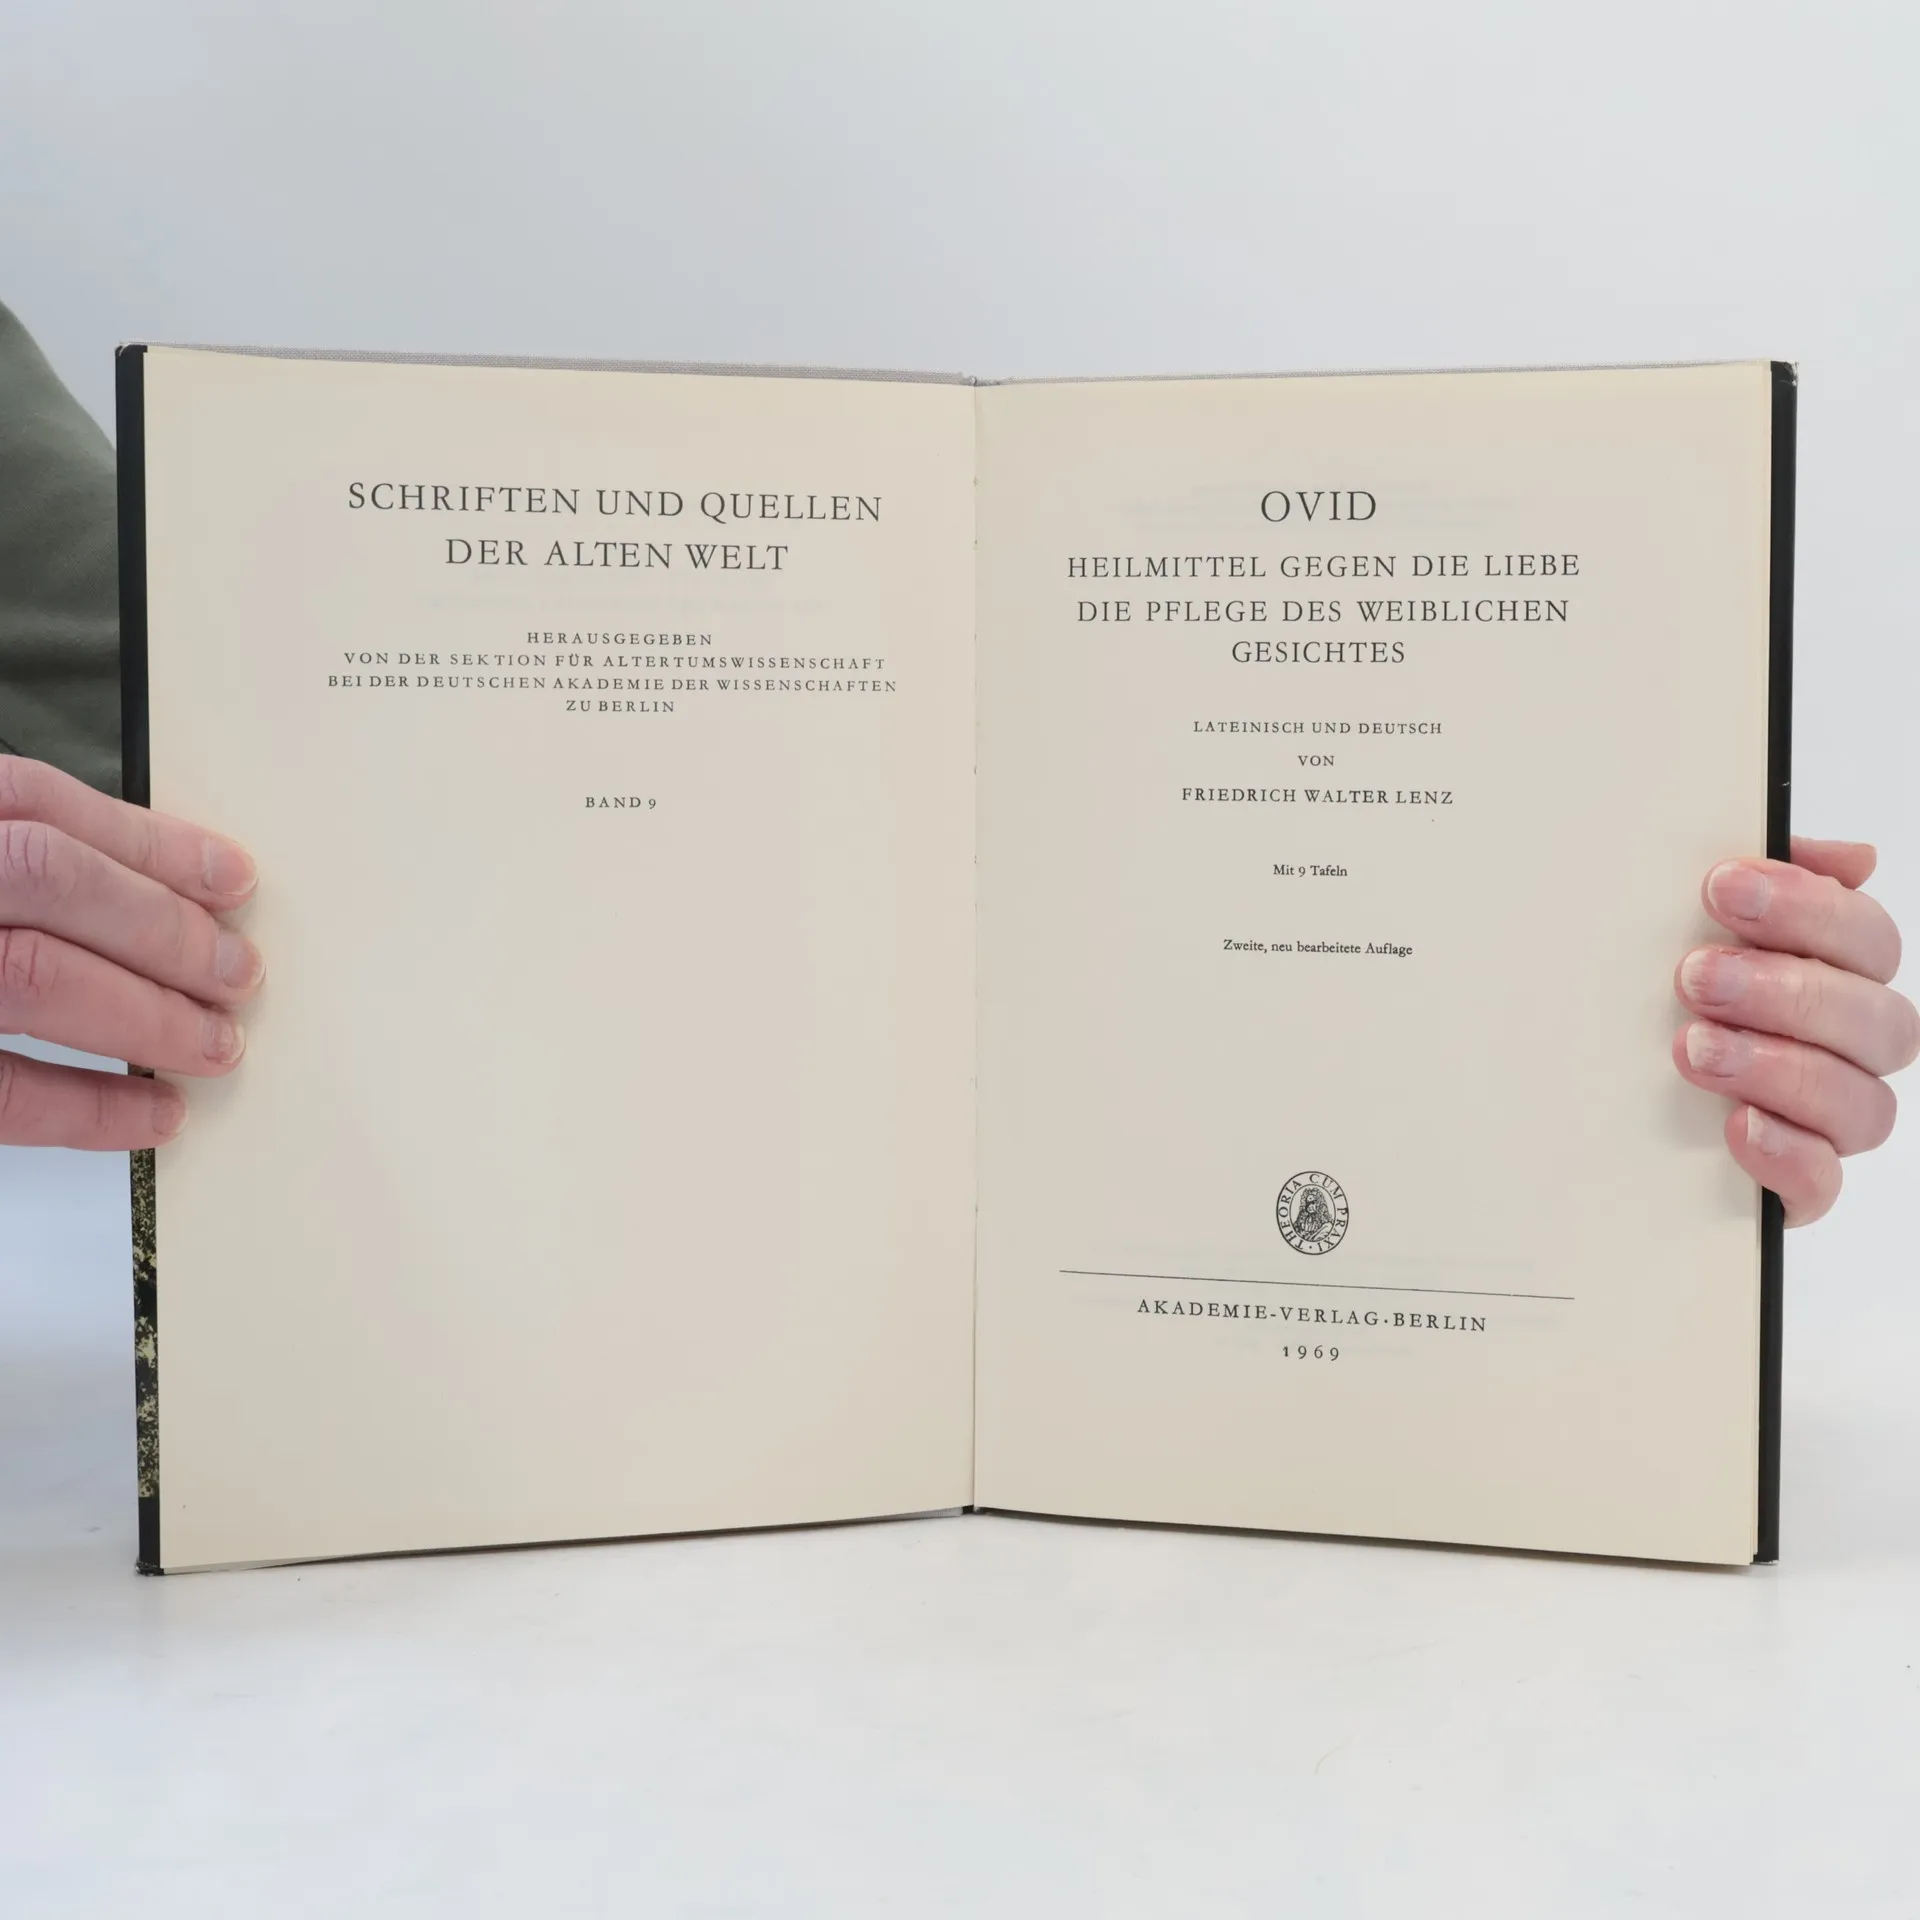 SCHRIFTEN UND QUELLEN
DER ALTEN WELT
HERAUSGEGEBEN
VON DER SEKTION FÜR ALTERTUMSWISSENSCHAFT
BEI DER DEUTSCHEN AKADEMIE DER WISSENSCHAFTEN
ZU BERLIN
BAND 9
OVID
HEILMITTEL GEGEN DIE LIEBE
DIE PFLEGE DES WEIBLICHEN
GESICHTES
LATEINISCH UND DEUTSCH
VON
FRIEDRICH WALTER LENZ
Mit 9 Tafeln
Zweite, neu bearbeitete Auflage
THEORIA CUM PRAXI
AKADEMIE-VERLAG·BERLIN
1969